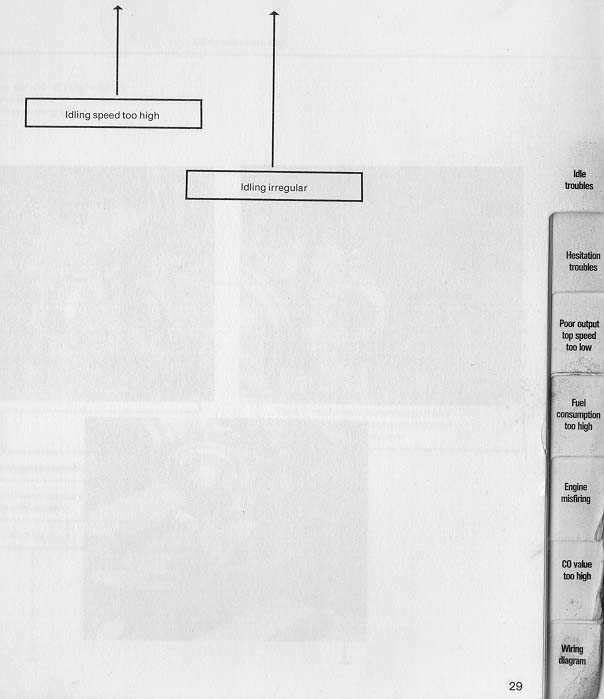 Idling speed too high
Idling irregular
Idle
troubles
Hesitation
troubles
Poor output
top speed
too low
Fuel
consumption
too high
Engine
misfiring
CO value
too high
Wiring
diagram
29